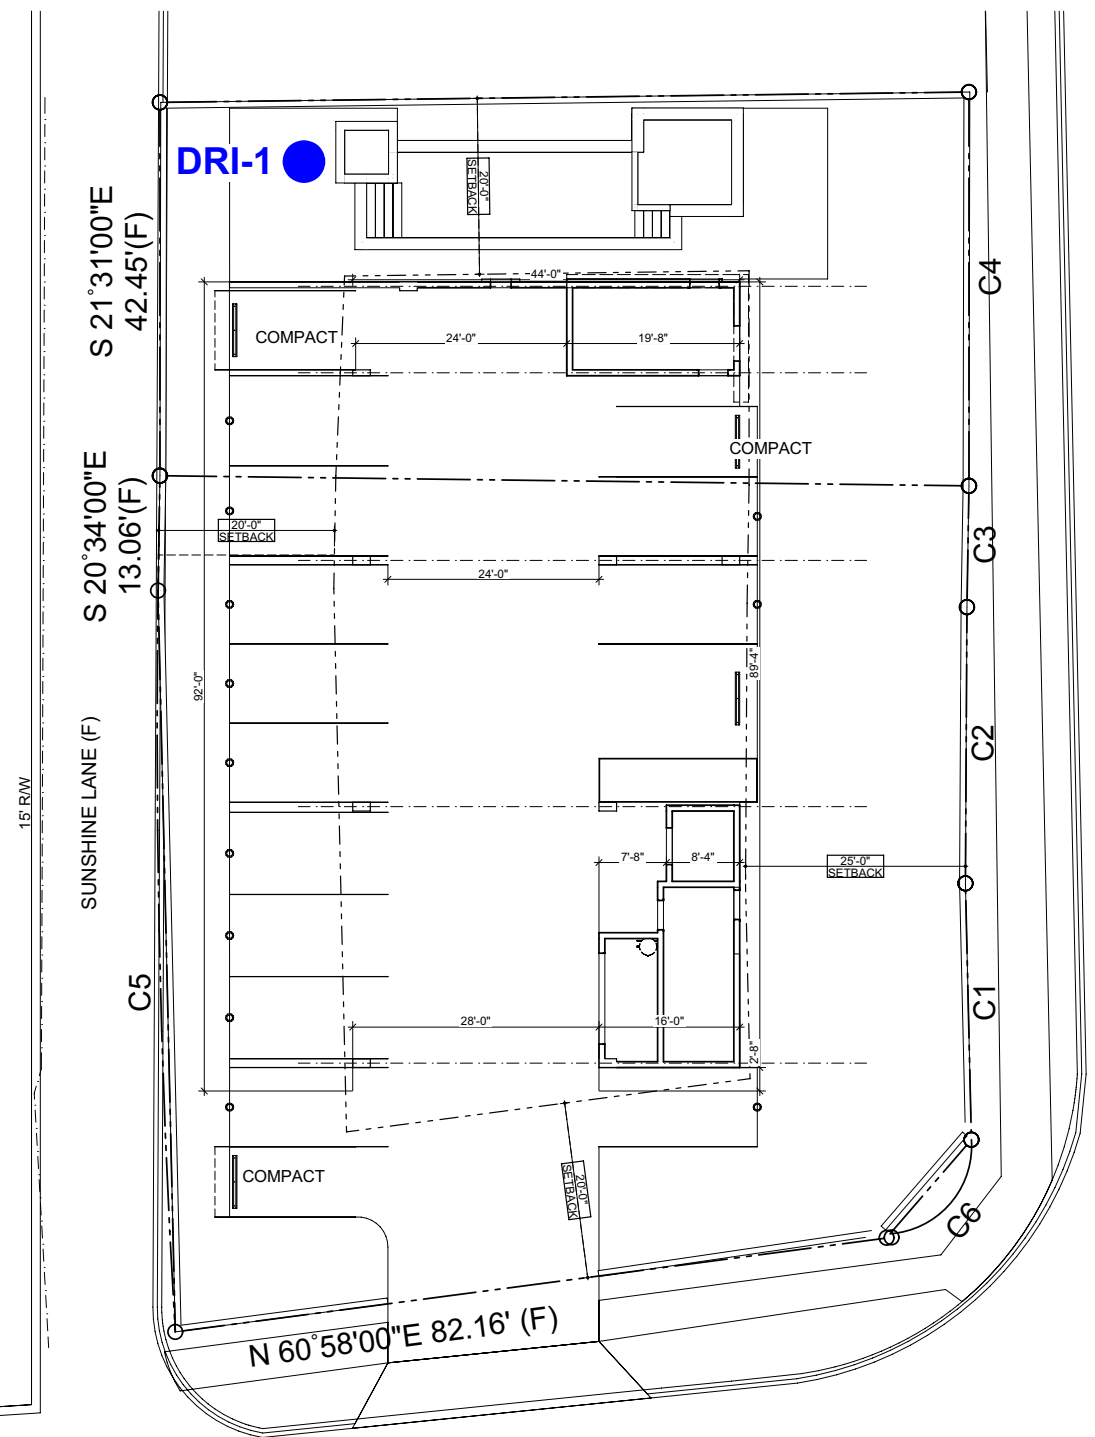 DRI-1
20'-0"
SETBACK
S 21°31'00"E
42.45'(F)
C4
44'-0"
COMPACT
24'-0"
19'-8"
COMPACT
S 20°34'00"E
13.06'(F)
20'-0"
SETBACK
C3
24'-0"
89'-4"
92'-0"
SUNSHINE LANE (F)
15' R/W
C2
7'-8"
8'-4"
25'-0"
SETBACK
C5
C1
28'-0"
16'-0"
2'-8"
COMPACT
20'-0"
SETBACK
C6
N 60°58'00"E 82.16' (F)